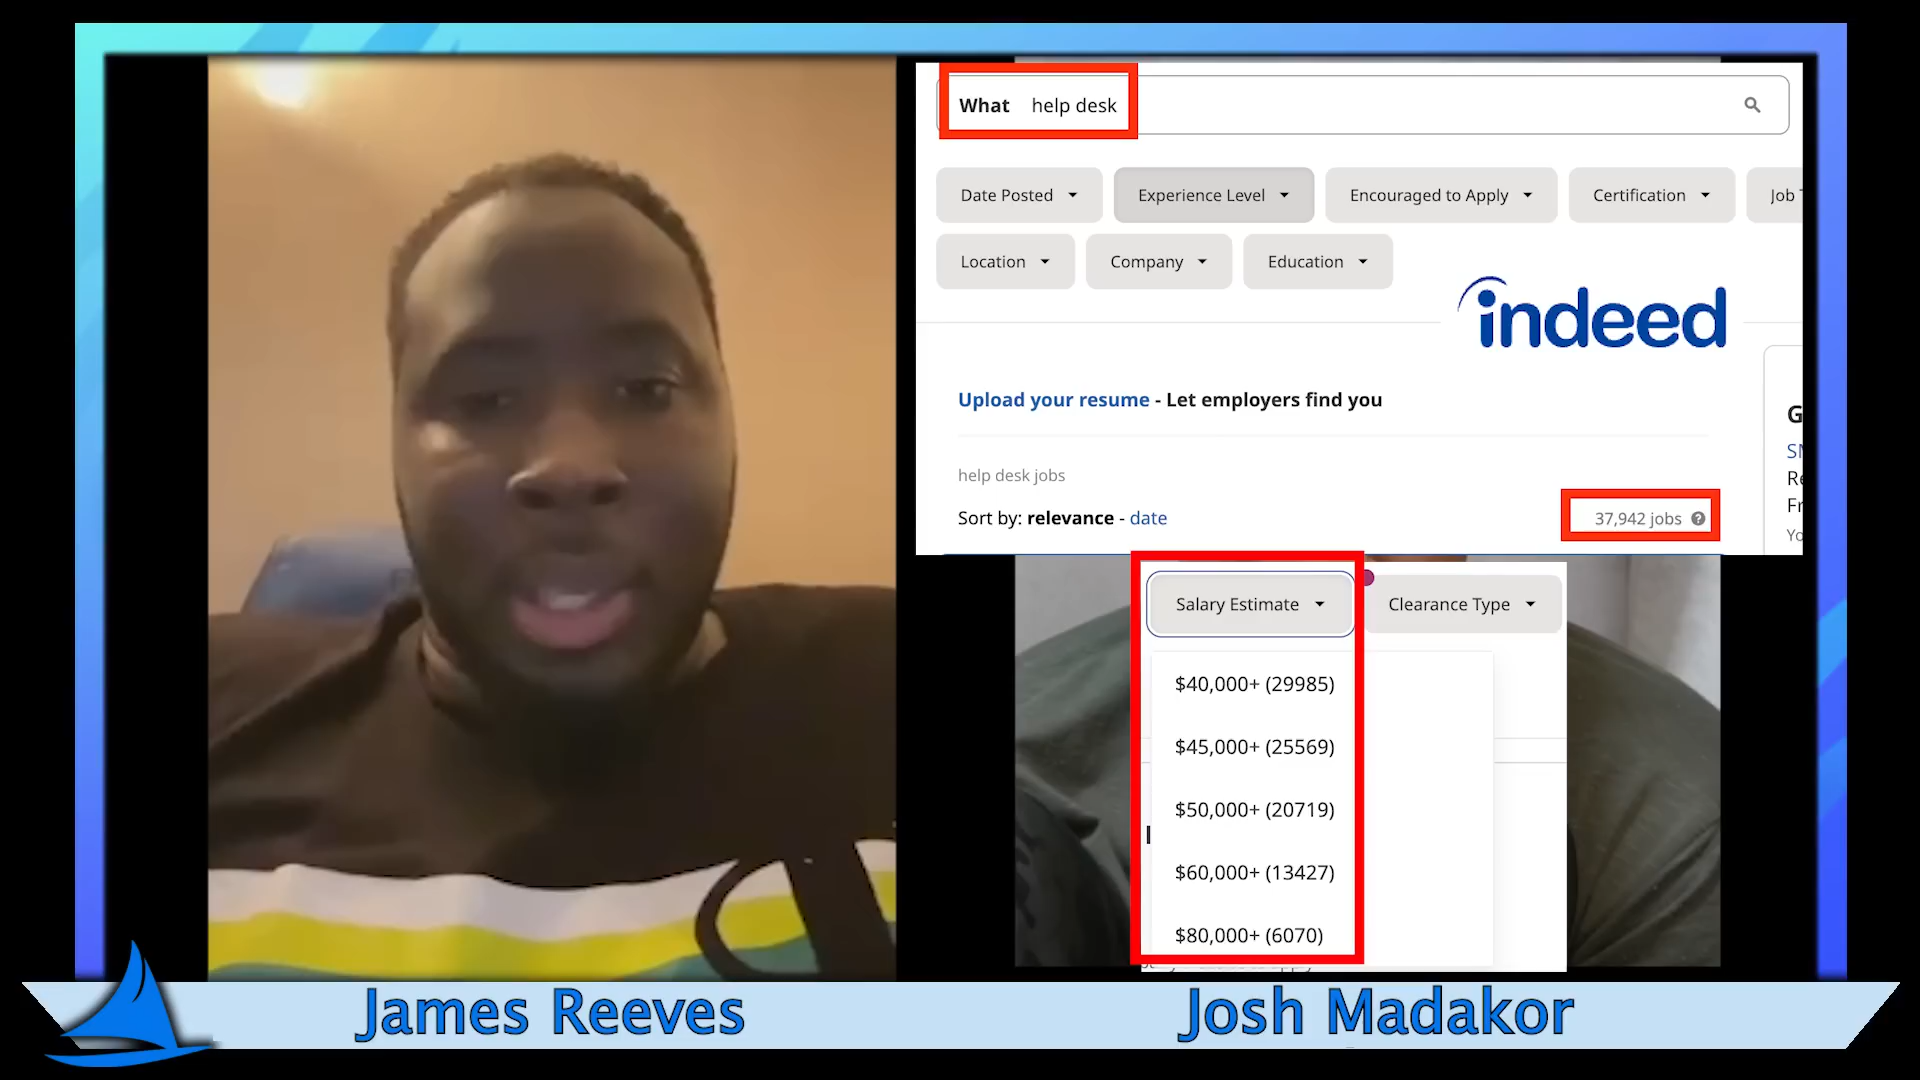 What help desk
Date Posted Experience Level Encouraged to Apply Certification Job
Location Company Education
indeed
Upload your resume - Let employers find you
help desk jobs
Sort by: relevance - date
37,942 jobs
Salary Estimate Clearance Type
$40,000+ (29985)
$45,000+ (25569)
$50,000+ (20719)
$60,000+ (13427)
$80,000+ (6070)
James Reeves
Josh Madakor